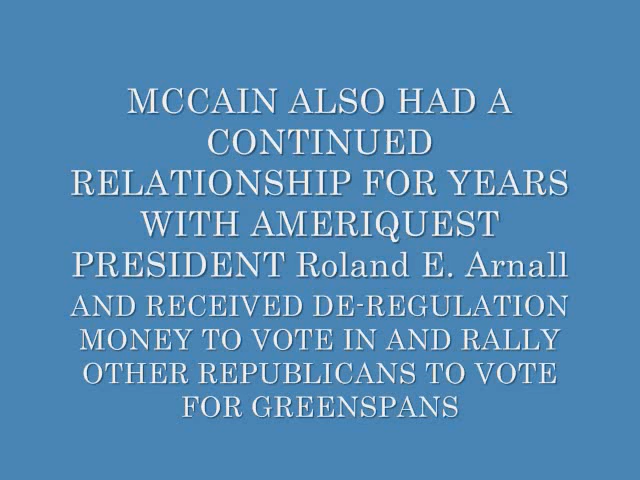 MCCAIN ALSO HAD A
CONTINUED
RELATIONSHIP FOR YEARS
WITH AMERIQUEST
PRESIDENT Roland E. Arnall
AND RECEIVED DE-REGULATION
MONEY TO VOTE IN AND RALLY
OTHER REPUBLICANS TO VOTE
FOR GREENSPANS